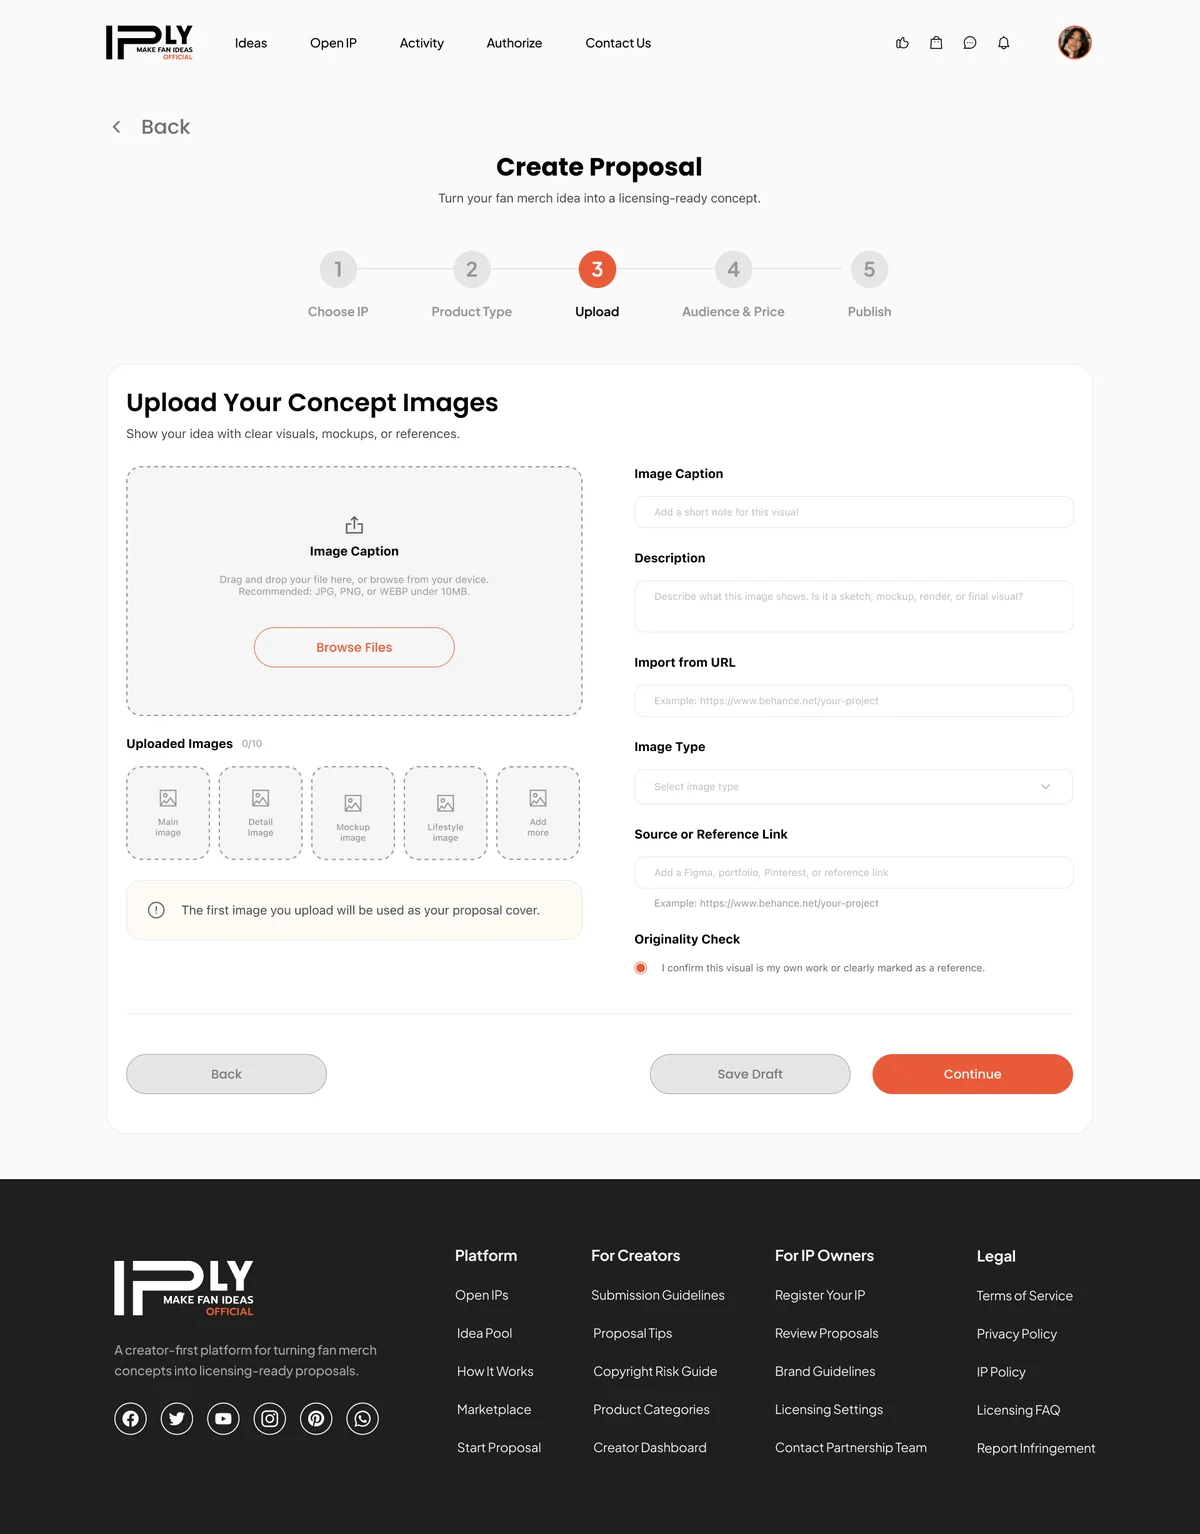 IPLY
MAKE FAN IDEAS
OFFICIAL
Ideas
Open IP
Activity
Authorize
Contact Us
Back
Create Proposal
Turn your fan merch idea into a licensing-ready concept.
1
2
3
4
5
Choose IP
Product Type
Upload
Audience & Price
Publish
Upload Your Concept Images
Show your idea with clear visuals, mockups, or references.
Image Caption
Drag and drop your file here, or browse from your device.
Recommended: JPG, PNG, or WEBP under 10MB.
Browse Files
Uploaded Images 0/10
Main
image
Detail
Image
Mockup
image
Lifestyle
image
Add
more
The first image you upload will be used as your proposal cover.
Image Caption
Add a short note for this visual
Description
Describe what this image shows. Is it a sketch, mockup, render, or final visual?
Import from URL
Example: https://www.behance.net/your-project
Image Type
Select image type
Source or Reference Link
Add a Figma, portfolio, Pinterest, or reference link
Example: https://www.behance.net/your-project
Originality Check
I confirm this visual is my own work or clearly marked as a reference.
Back
Save Draft
Continue
IPLY
MAKE FAN IDEAS
OFFICIAL
A creator-first platform for turning fan merch
concepts into licensing-ready proposals.
Platform
Open IPs
Idea Pool
How It Works
Marketplace
Start Proposal
For Creators
Submission Guidelines
Proposal Tips
Copyright Risk Guide
Product Categories
Creator Dashboard
For IP Owners
Register Your IP
Review Proposals
Brand Guidelines
Licensing Settings
Contact Partnership Team
Legal
Terms of Service
Privacy Policy
IP Policy
Licensing FAQ
Report Infringement